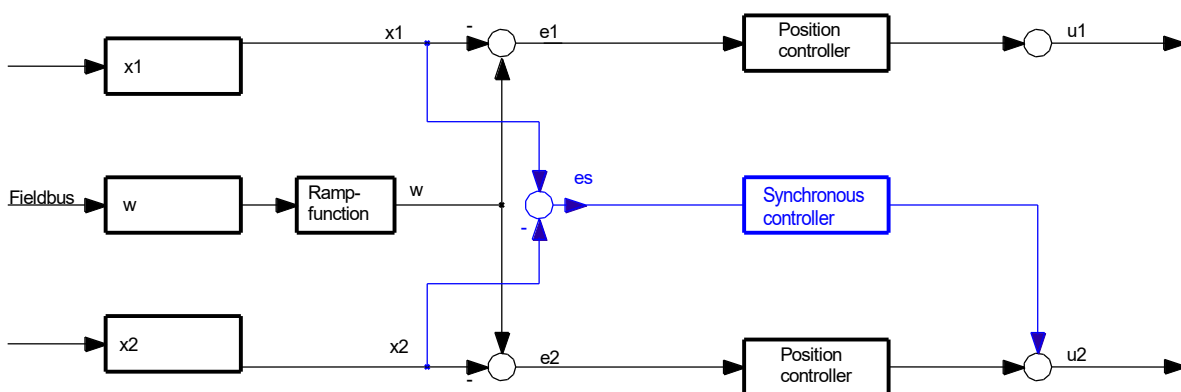 x1
-
e1
Position
controller
u1
x1
Fieldbus
w
Ramp-
function
w
es
-
Synchronous
controller
x2
x2
-
e2
Position
controller
u2